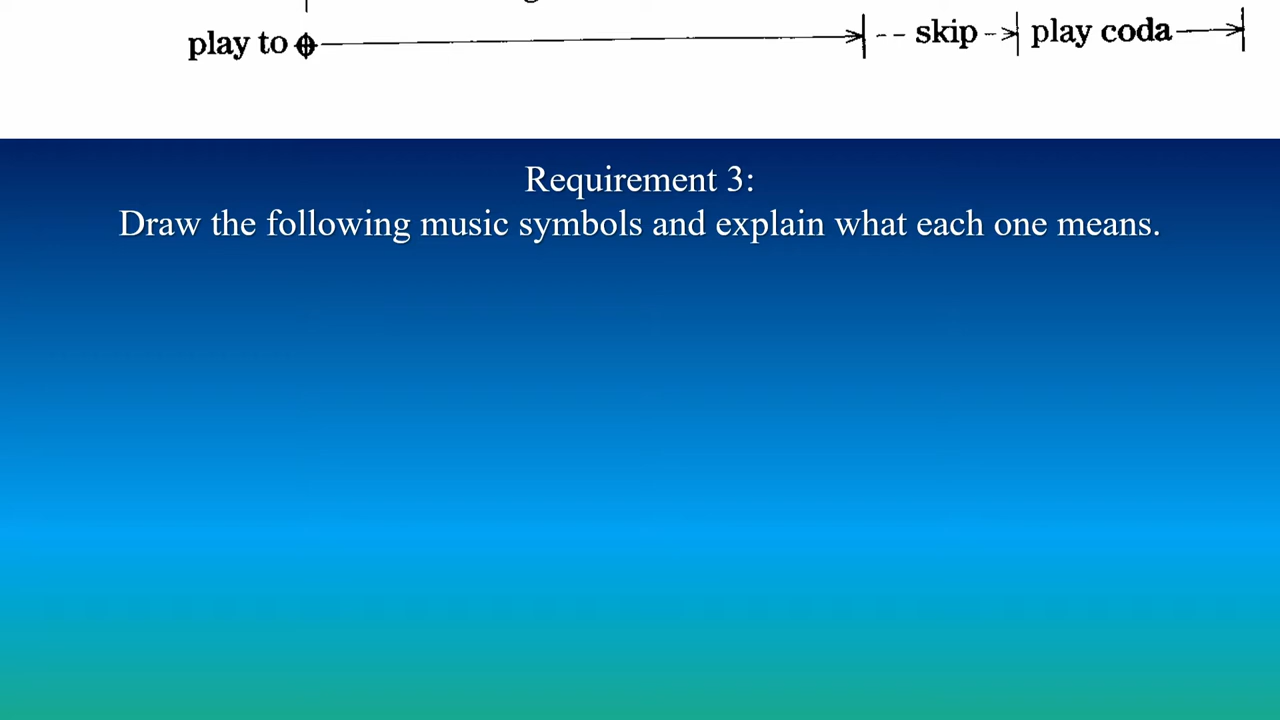 play to 𝄌 skip play coda
Requirement 3:
Draw the following music symbols and explain what each one means.